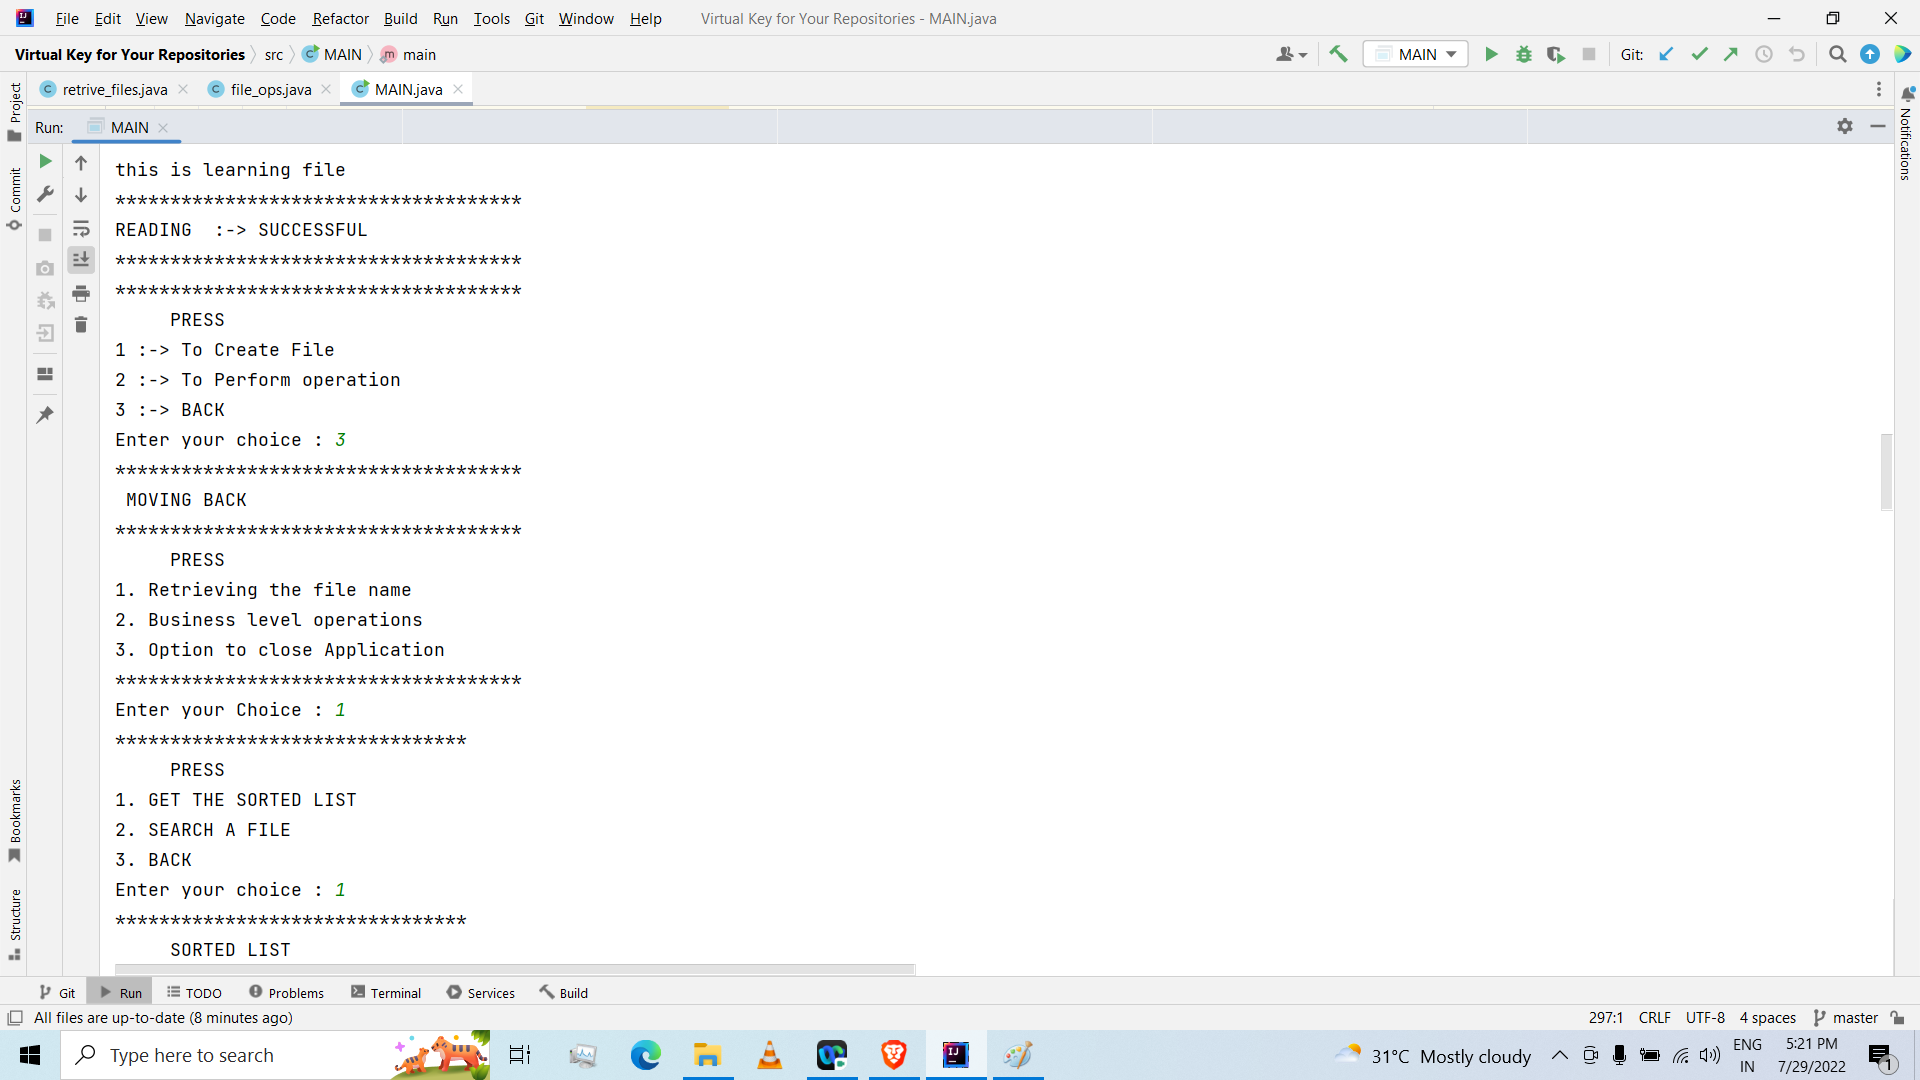 File Edit View Navigate Code Refactor Build Run Tools Git Window Help Virtual Key for Your Repositories - MAIN.java
Virtual Key for Your Repositories src MAIN main MAIN Git:
retrive_files.java file_ops.java MAIN.java
Run: MAIN
Project
Commit
Bookmarks
Structure
Notifications
this is learning file
*************************************
READING  :-> SUCCESSFUL
*************************************
*************************************
     PRESS
1 :-> To Create File
2 :-> To Perform operation
3 :-> BACK
Enter your choice : 3
*************************************
 MOVING BACK
*************************************
     PRESS
1. Retrieving the file name
2. Business level operations
3. Option to close Application
*************************************
Enter your Choice : 1
********************************
     PRESS
1. GET THE SORTED LIST
2. SEARCH A FILE
3. BACK
Enter your choice : 1
********************************
     SORTED LIST
Git Run TODO Problems Terminal Services Build
All files are up-to-date (8 minutes ago) 297:1 CRLF UTF-8 4 spaces master
Type here to search 31°C Mostly cloudy ENG 5:21 PM
IN 7/29/2022 1